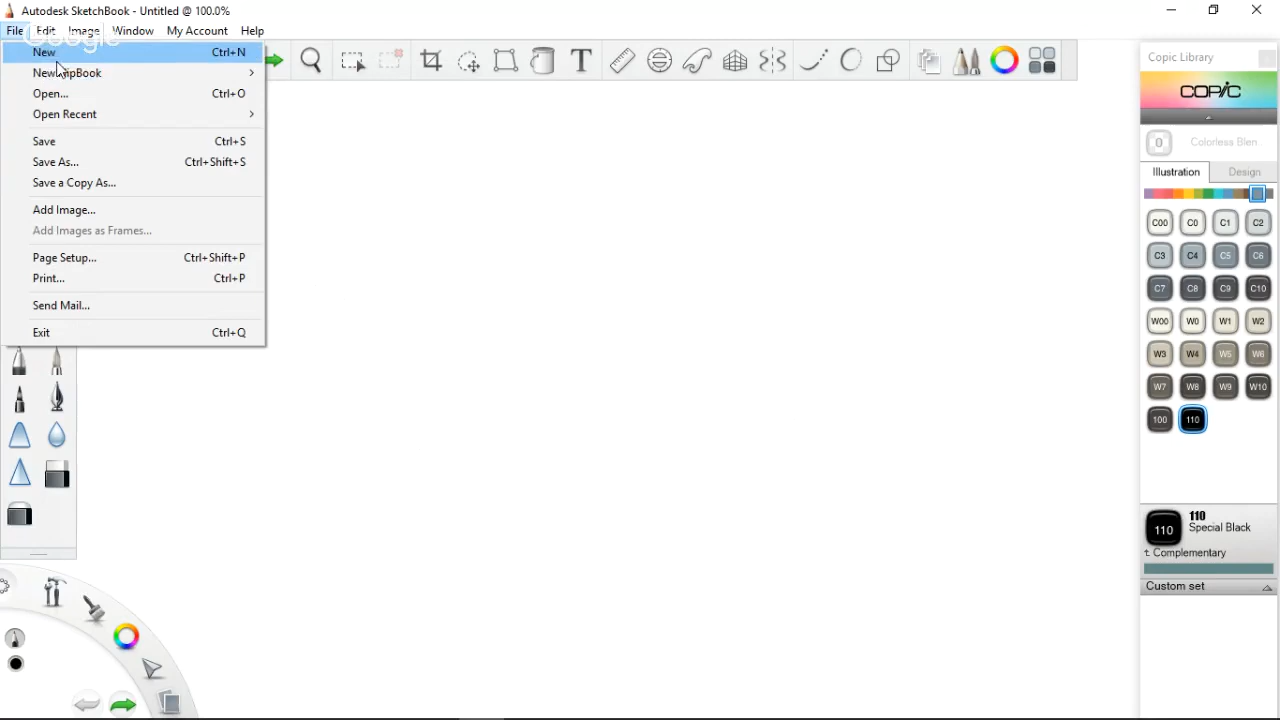 Autodesk SketchBook - Untitled @ 100.0%
File Edit Image Window My Account Help
Google
New Ctrl+N
New FlipBook
Open... Ctrl+O
Open Recent
Save Ctrl+S
Save As... Ctrl+Shift+S
Save a Copy As...
Add Image...
Add Images as Frames...
Page Setup... Ctrl+Shift+P
Print... Ctrl+P
Send Mail...
Exit Ctrl+Q
T
Copic Library
COPIC
0 Colorless Blen
Illustration Design
C00 C0 C1 C2
C3 C4 C5 C6
C7 C8 C9 C10
W00 W0 W1 W2
W3 W4 W5 W6
W7 W8 W9 W10
100 110
110 110
Special Black
t Complementary
Custom set